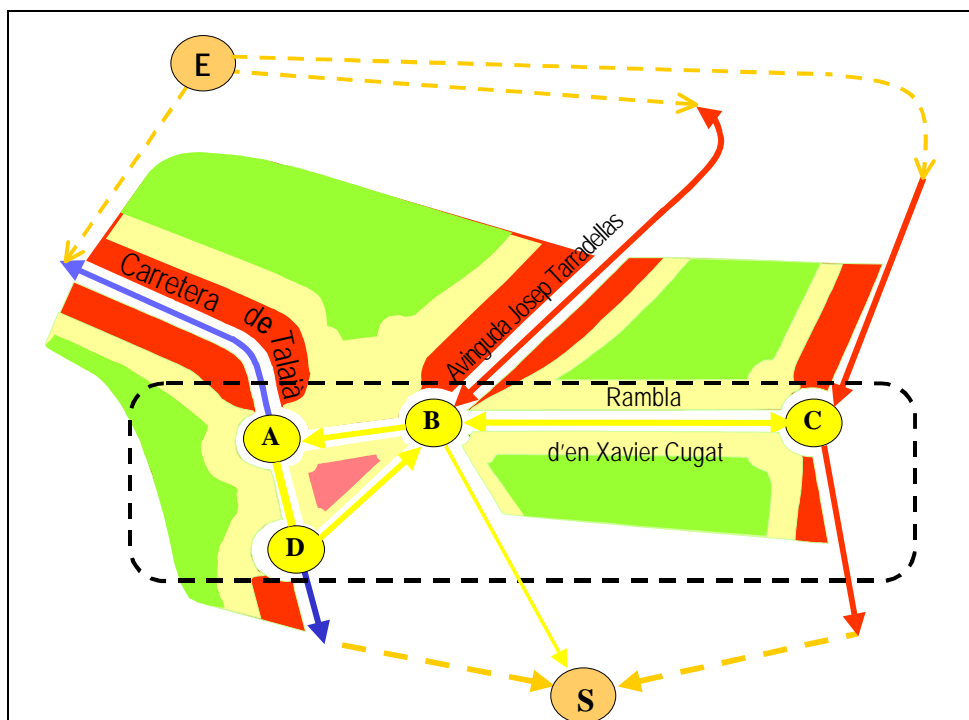 E
Carretera de Talaià
Avinguda Josep Tarradellas
Rambla
d'en Xavier Cugat
A
B
C
D
S